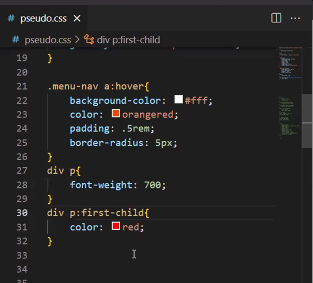 pseudo.css
pseudo.css > div p:first-child
19 }
20
21 .menu-nav a:hover{
22 background-color: #fff;
23 color: orangered;
24 padding: .5rem;
25 border-radius: 5px;
26 }
27 div p{
28 font-weight: 700;
29 }
30 div p:first-child{
31 color: red;
32 }
33
34
35